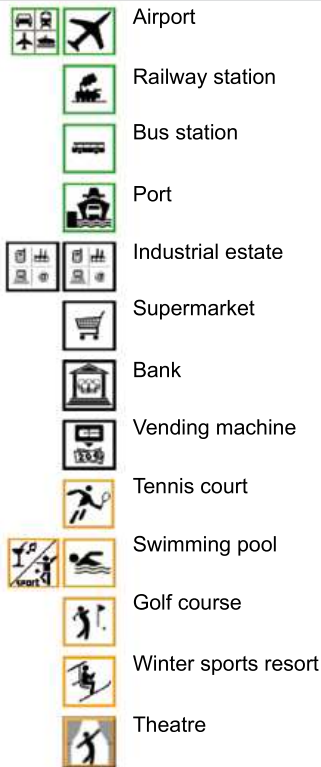 Airport
Railway station
Bus station
Port
Industrial estate
Supermarket
Bank
Vending machine
Tennis court
sport
Swimming pool
Golf course
Winter sports resort
Theatre